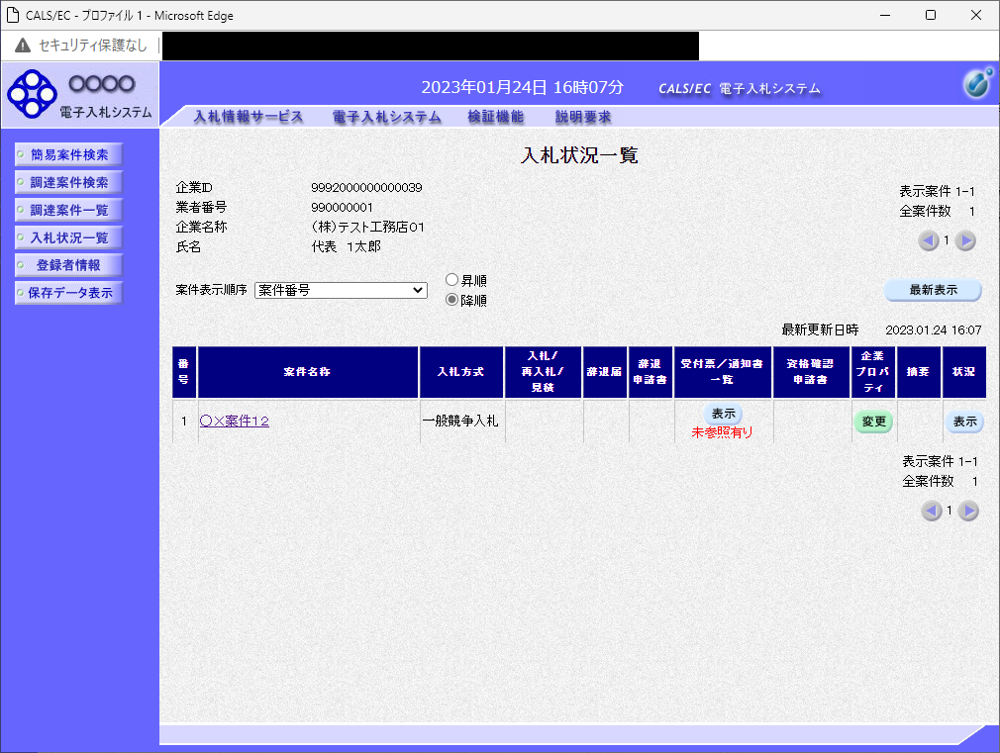 CALS/EC - プロファイル 1 - Microsoft Edge
セキュリティ保護なし
〇〇〇〇
電子入札システム
2023年01月24日 16時07分
CALS/EC 電子入札システム
入札情報サービス 電子入札システム 検証機能 説明要求
簡易案件検索
調達案件検索
調達案件一覧
入札状況一覧
登録者情報
保存データ表示
入札状況一覧
企業ID 9992000000000039
業者番号 990000001
企業名称 (株)テスト工務店01
氏名 代表 1太郎
表示案件 1-1
全案件数 1
1
案件表示順序 案件番号
昇順
降順
最新表示
最新更新日時 2023.01.24 16:07
番号 案件名称 入札方式 入札/再入札/見積 辞退届 辞退申請書 受付票/通知書一覧 資格確認申請書 企業プロパティ 摘要 状況
1 〇×案件12 一般競争入札 表示 変更 表示
未参照有り
表示案件 1-1
全案件数 1
1